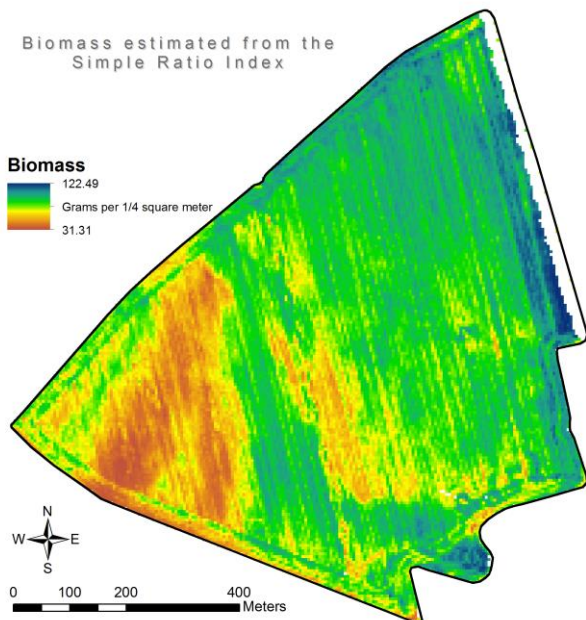 Biomass estimated from the
Simple Ratio Index
Biomass
122.49
Grams per 1/4 square meter
31.31
N
W E
S
0 100 200 400
Meters